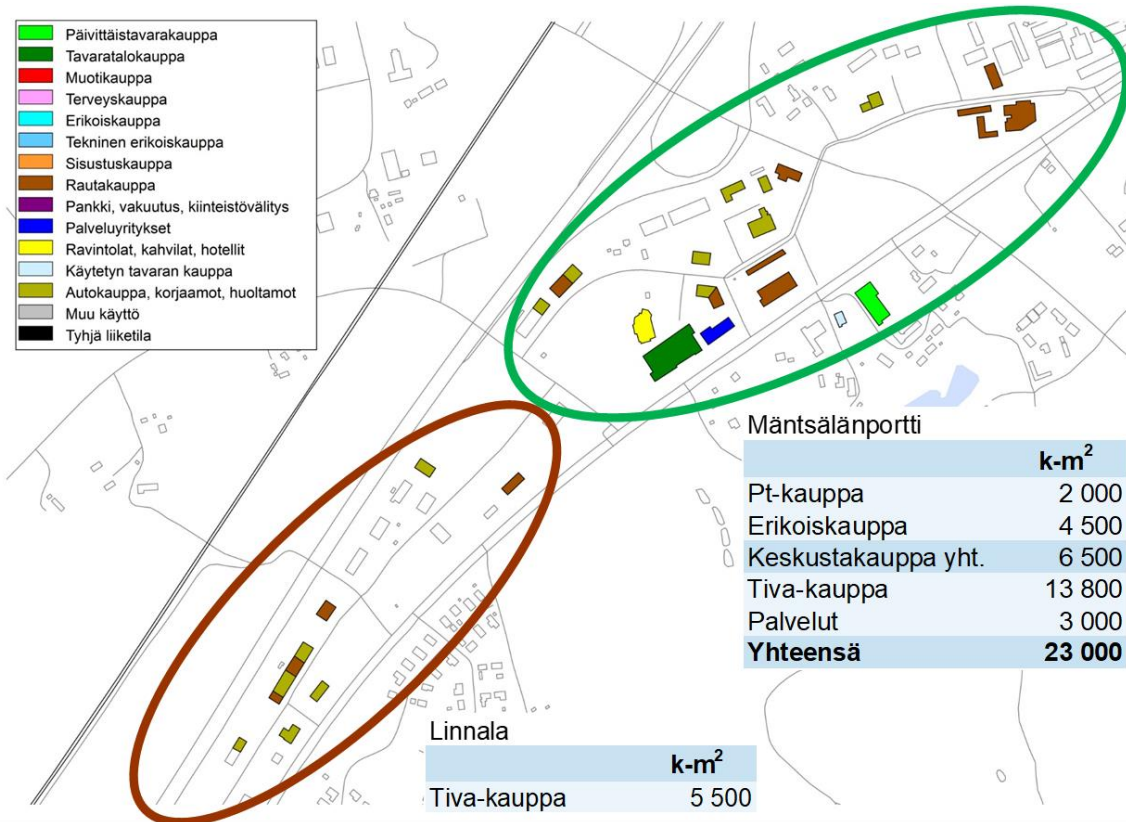 Päivittäistavarakauppa
Tavaratalokauppa
Muotikauppa
Terveyskauppa
Erikoiskauppa
Tekninen erikoiskauppa
Sisustuskauppa
Rautakauppa
Pankki, vakuutus, kiinteistövälitys
Palveluyritykset
Ravintolat, kahvilat, hotellit
Käytetyn tavaran kauppa
Autokauppa, korjaamot, huoltamot
Muu käyttö
Tyhjä liiketila
Mäntsälänportti
k-m²
Pt-kauppa 2 000
Erikoiskauppa 4 500
Keskustakauppa yht. 6 500
Tiva-kauppa 13 800
Palvelut 3 000
Yhteensä 23 000
Linnala
k-m²
Tiva-kauppa 5 500